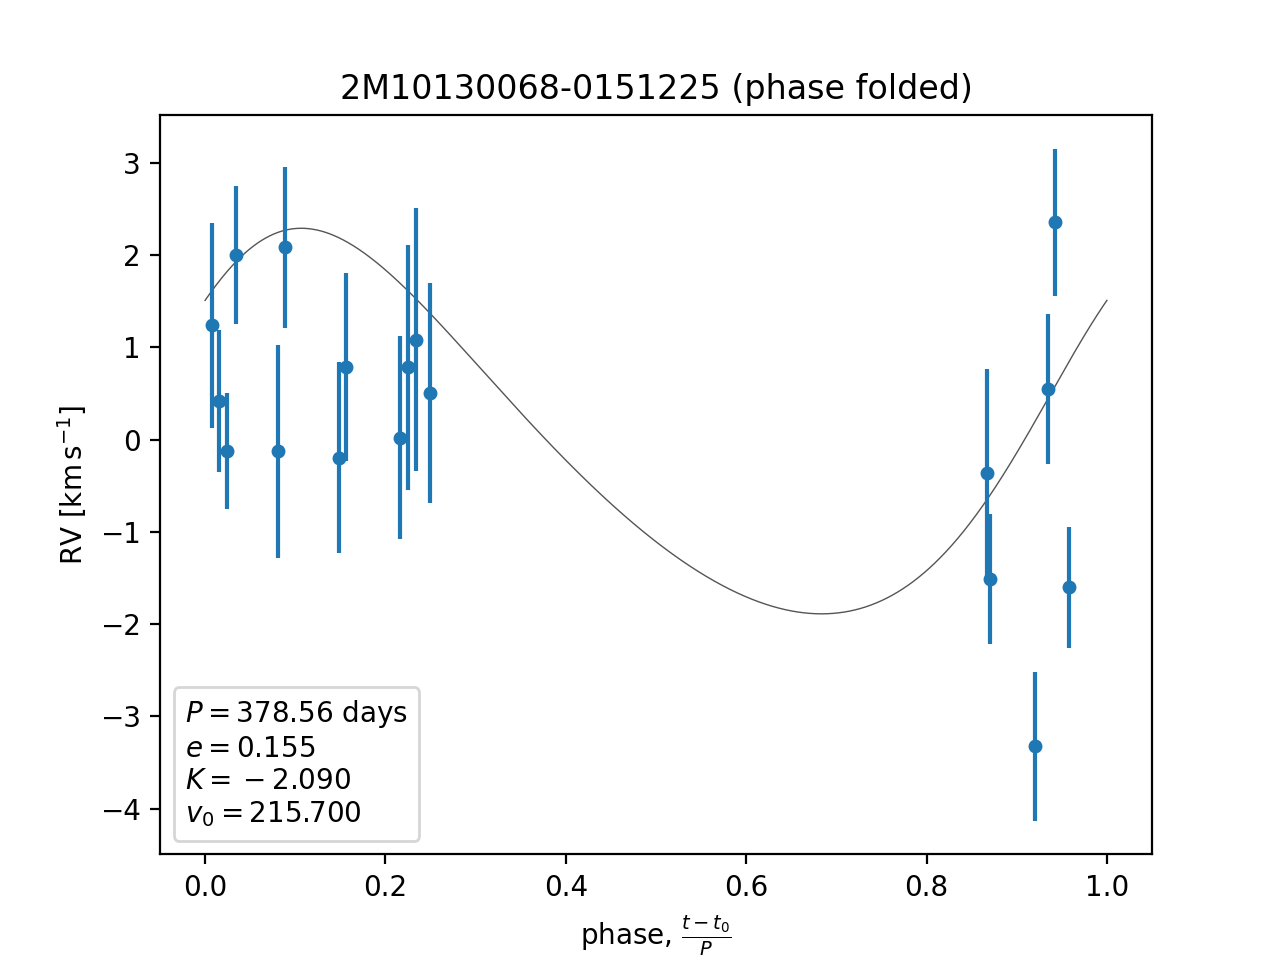 2M10130068-0151225 (phase folded)
3
2
1
0
−1
−2
−3
−4
RV [km s⁻¹]
P = 378.56 days
e = 0.155
K = −2.090
v₀ = 215.700
0.0 0.2 0.4 0.6 0.8 1.0
phase, (t − t₀)/P